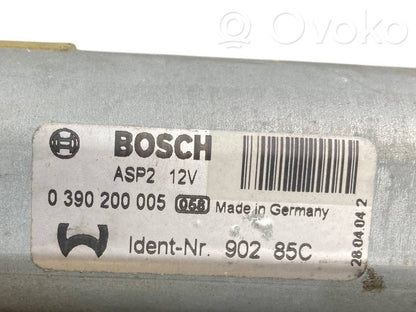 Ovoko
BOSCH
ASP2 12V
0 390 200 005 055 Made in Germany
Ident-Nr. 902 85C
28.04.04 2